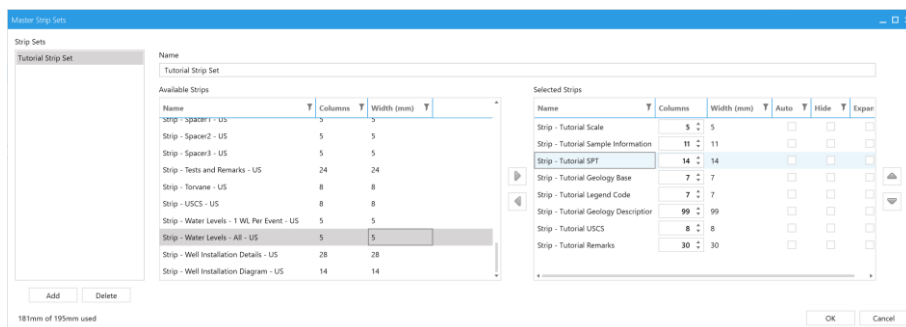 Master Strip Sets
Strip Sets
Tutorial Strip Set
Name
Tutorial Strip Set
Available Strips
Name Columns Width (mm)
Strip - Spacer1 - US 5 5
Strip - Spacer2 - US 5 5
Strip - Spacer3 - US 5 5
Strip - Tests and Remarks - US 24 24
Strip - Torvane - US 8 8
Strip - USCS - US 8 8
Strip - Water Levels - 1 WL Per Event - US 5 5
Strip - Water Levels - All - US 5 5
Strip - Well Installation Details - US 28 28
Strip - Well Installation Diagram - US 14 14
Selected Strips
Name Columns Width (mm) Auto Hide Expan
Strip - Tutorial Scale 5 5
Strip - Tutorial Sample Information 11 11
Strip - Tutorial SPT 14 14
Strip - Tutorial Geology Base 7 7
Strip - Tutorial Legend Code 7 7
Strip - Tutorial Geology Description 99 99
Strip - Tutorial USCS 8 8
Strip - Tutorial Remarks 30 30
Add Delete
181mm of 195mm used
OK Cancel